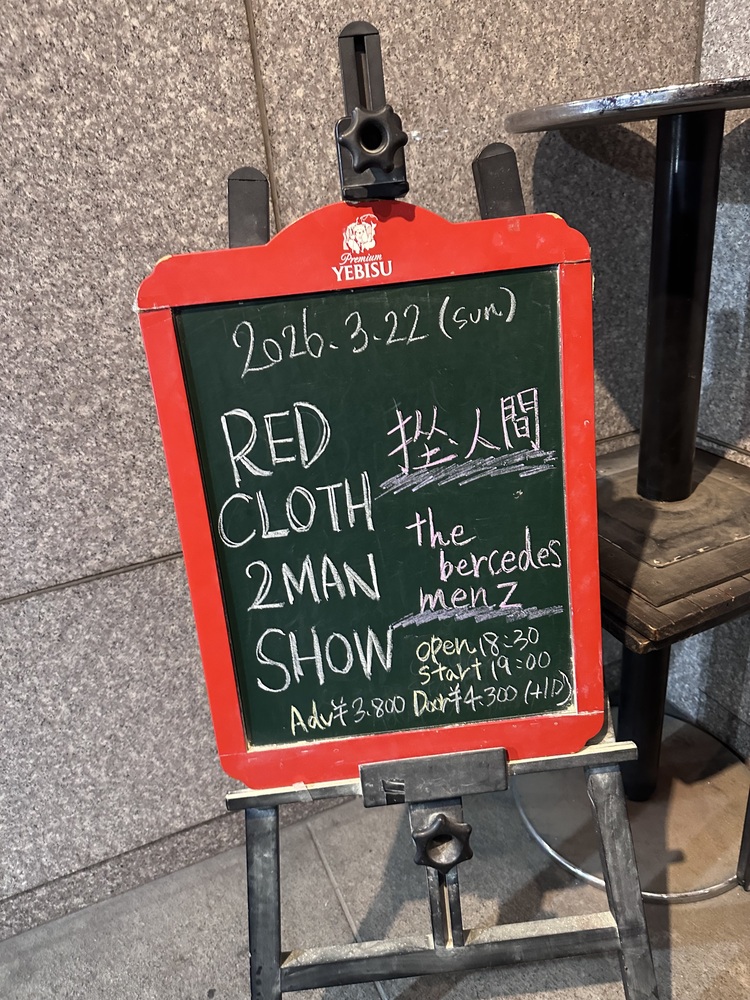 Premium
YEBISU
2026.3.22 (sun)
RED
CLOTH
2MAN
SHOW
挫人間
the
bercedes
menz
open 18:30
start 19:00
Adv¥3.800 Door¥4.300 (+1D)